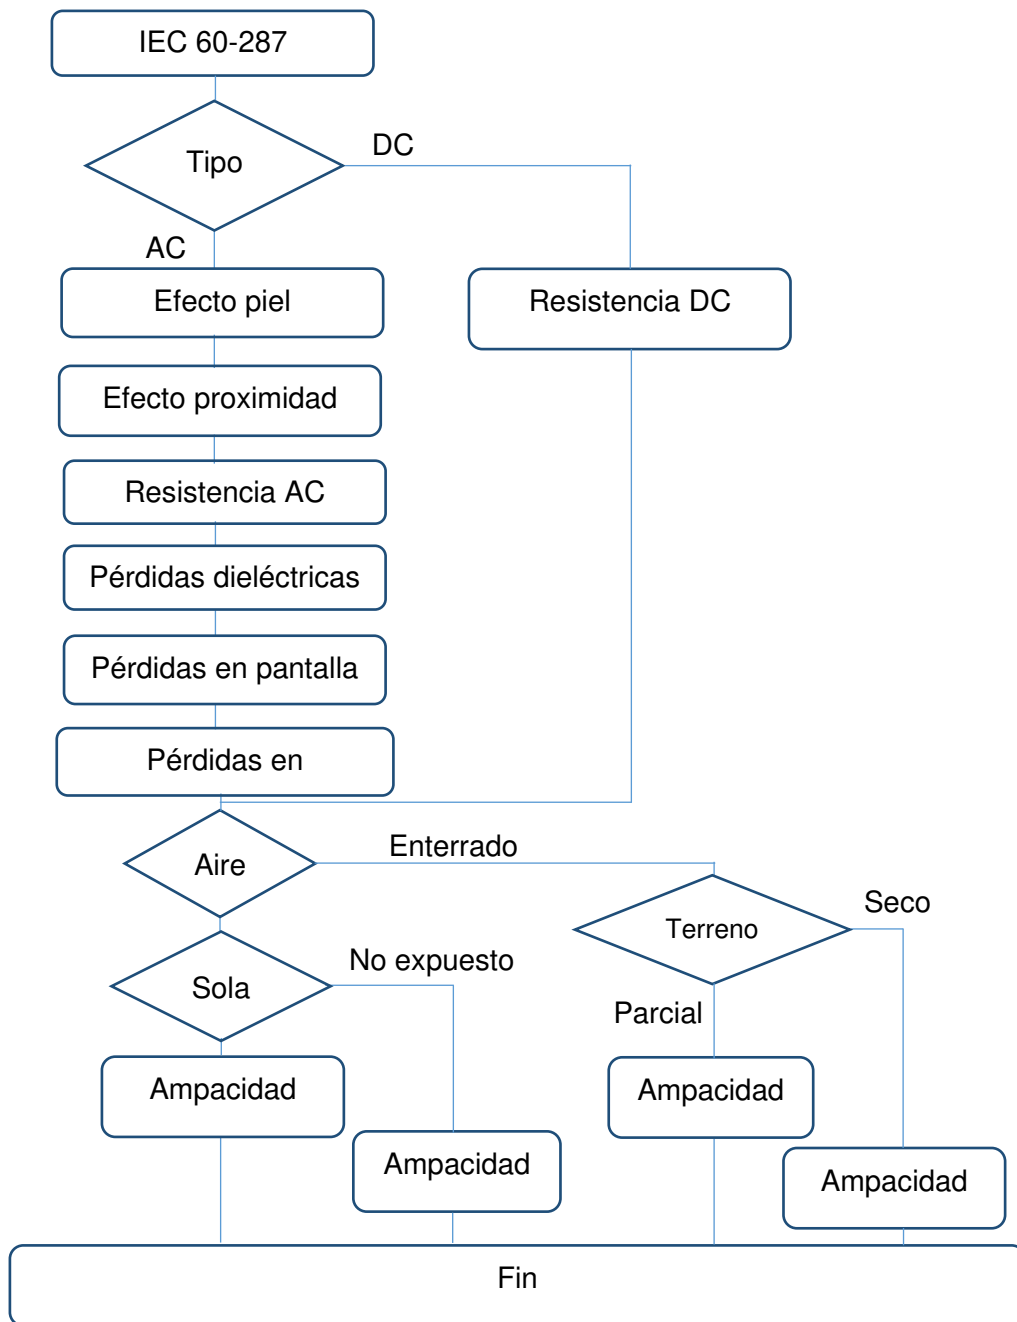 IEC 60-287
Tipo
DC
AC
Efecto piel
Resistencia DC
Efecto proximidad
Resistencia AC
Pérdidas dieléctricas
Pérdidas en pantalla
Pérdidas en
Aire
Enterrado
Terreno
Seco
Sola
No expuesto
Parcial
Ampacidad
Ampacidad
Ampacidad
Ampacidad
Fin